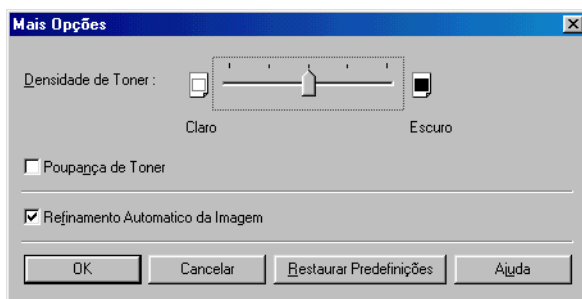 Mais Opções
Densidade de Toner :
Claro Escuro
Poupança de Toner
Refinamento Automatico da Imagem
OK Cancelar Restaurar Predefinições Ajuda